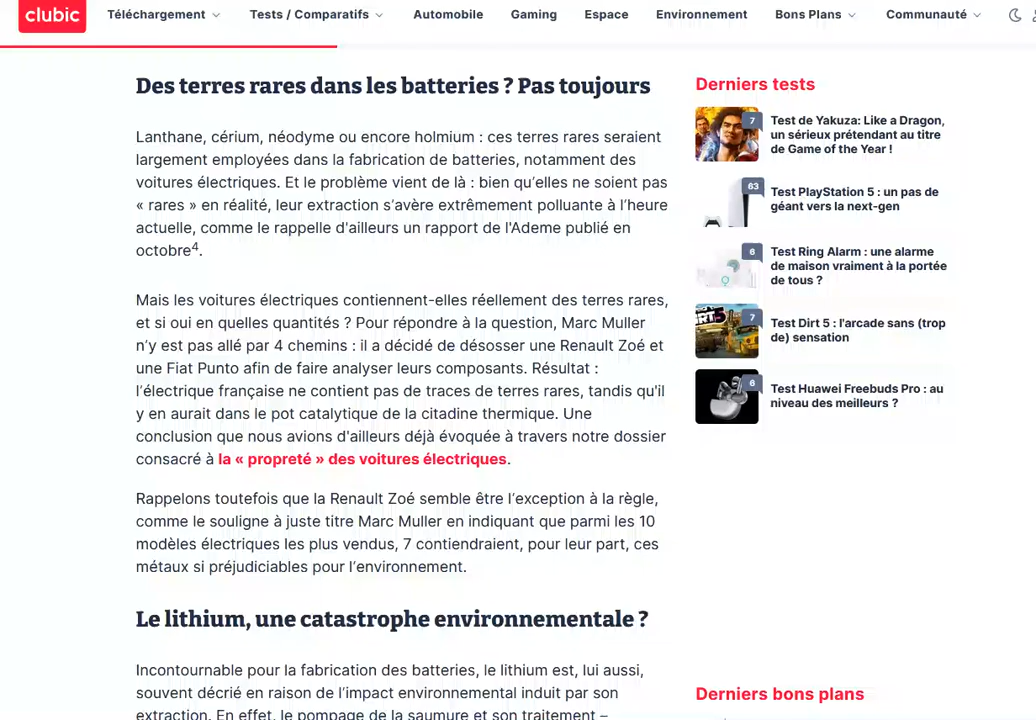 clubic
Téléchargement
Tests / Comparatifs
Automobile
Gaming
Espace
Environnement
Bons Plans
Communauté
Des terres rares dans les batteries ? Pas toujours
Lanthane, cérium, néodyme ou encore holmium : ces terres rares seraient
largement employées dans la fabrication de batteries, notamment des
voitures électriques. Et le problème vient de là : bien qu’elles ne soient pas
« rares » en réalité, leur extraction s’avère extrêmement polluante à l’heure
actuelle, comme le rappelle d'ailleurs un rapport de l'Ademe publié en
octobre⁴.
Mais les voitures électriques contiennent-elles réellement des terres rares,
et si oui en quelles quantités ? Pour répondre à la question, Marc Muller
n’y est pas allé par 4 chemins : il a décidé de désosser une Renault Zoé et
une Fiat Punto afin de faire analyser leurs composants. Résultat :
l’électrique française ne contient pas de traces de terres rares, tandis qu'il
y en aurait dans le pot catalytique de la citadine thermique. Une
conclusion que nous avions d'ailleurs déjà évoquée à travers notre dossier
consacré à la « propreté » des voitures électriques.
Rappelons toutefois que la Renault Zoé semble être l’exception à la règle,
comme le souligne à juste titre Marc Muller en indiquant que parmi les 10
modèles électriques les plus vendus, 7 contiendraient, pour leur part, ces
métaux si préjudiciables pour l’environnement.
Le lithium, une catastrophe environnementale ?
Incontournable pour la fabrication des batteries, le lithium est, lui aussi,
souvent décrié en raison de l’impact environnemental induit par son
extraction. En effet, le pompage de la saumure et son traitement –
Derniers tests
7
Test de Yakuza: Like a Dragon,
un sérieux prétendant au titre
de Game of the Year !
63
Test PlayStation 5 : un pas de
géant vers la next-gen
6
Test Ring Alarm : une alarme
de maison vraiment à la portée
de tous ?
7
Test Dirt 5 : l'arcade sans (trop
de) sensation
6
Test Huawei Freebuds Pro : au
niveau des meilleurs ?
Derniers bons plans